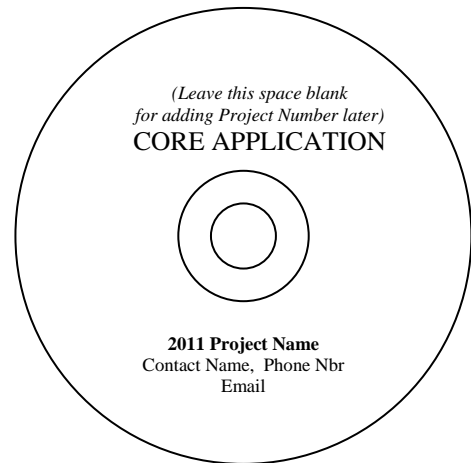 (Leave this space blank
for adding Project Number later)
CORE APPLICATION
2011 Project Name
Contact Name,  Phone Nbr
Email